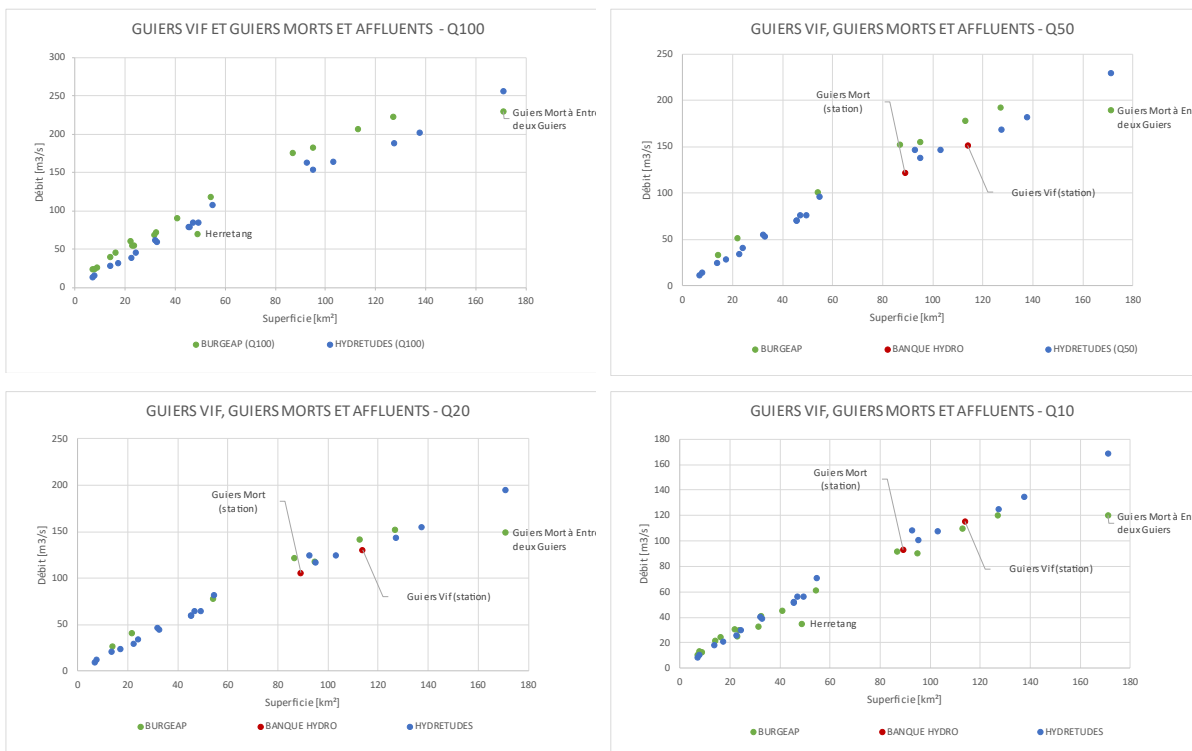 GUIERS VIF ET GUIERS MORTS ET AFFLUENTS - Q100
300
250
200
150
100
50
0
0 20 40 60 80 100 120 140 160 180
Débit [m3/s]
Superficie [km²]
Guiers Mort à Entre
deux Guiers
Herretang
BURGEAP (Q100) HYDRETUDES (Q100)
GUIERS VIF, GUIERS MORTS ET AFFLUENTS - Q50
250
200
150
100
50
0
0 20 40 60 80 100 120 140 160 180
Débit [m3/s]
Superficie [km²]
Guiers Mort
(station)
Guiers Mort à En
deux Guiers
Guiers Vif (station)
BURGEAP BANQUE HYDRO HYDRETUDES (Q50)
GUIERS VIF, GUIERS MORTS ET AFFLUENTS - Q20
250
200
150
100
50
0
0 20 40 60 80 100 120 140 160 180
Débit [m3/s]
Superficie [km²]
Guiers Mort
(station)
Guiers Mort à Entre
deux Guiers
Guiers Vif (station)
BURGEAP BANQUE HYDRO HYDRETUDES
GUIERS VIF, GUIERS MORTS ET AFFLUENTS - Q10
180
160
140
120
100
80
60
40
20
0
0 20 40 60 80 100 120 140 160 180
Débit [m3/s]
Superficie [km²]
Guiers Mort
(station)
Guiers Mort à Entre
deux Guiers
Guiers Vif (station)
Herretang
BURGEAP BANQUE HYDRO HYDRETUDES